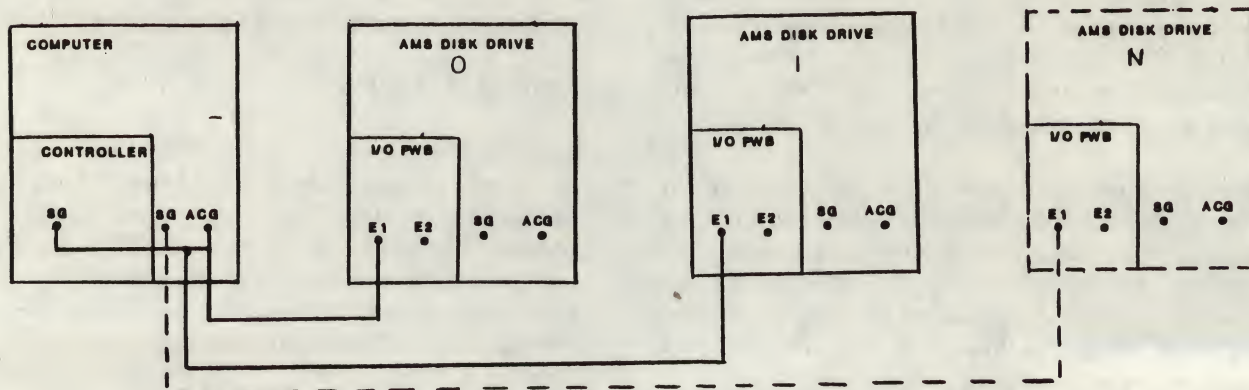 COMPUTER
CONTROLLER
SG
SG ACG
AMS DISK DRIVE
0
I/O PWB
E1 E2 SG ACG
AMS DISK DRIVE
1
I/O PWB
E1 E2 SG ACG
AMS DISK DRIVE
N
I/O PWB
E1 E2 SG ACG